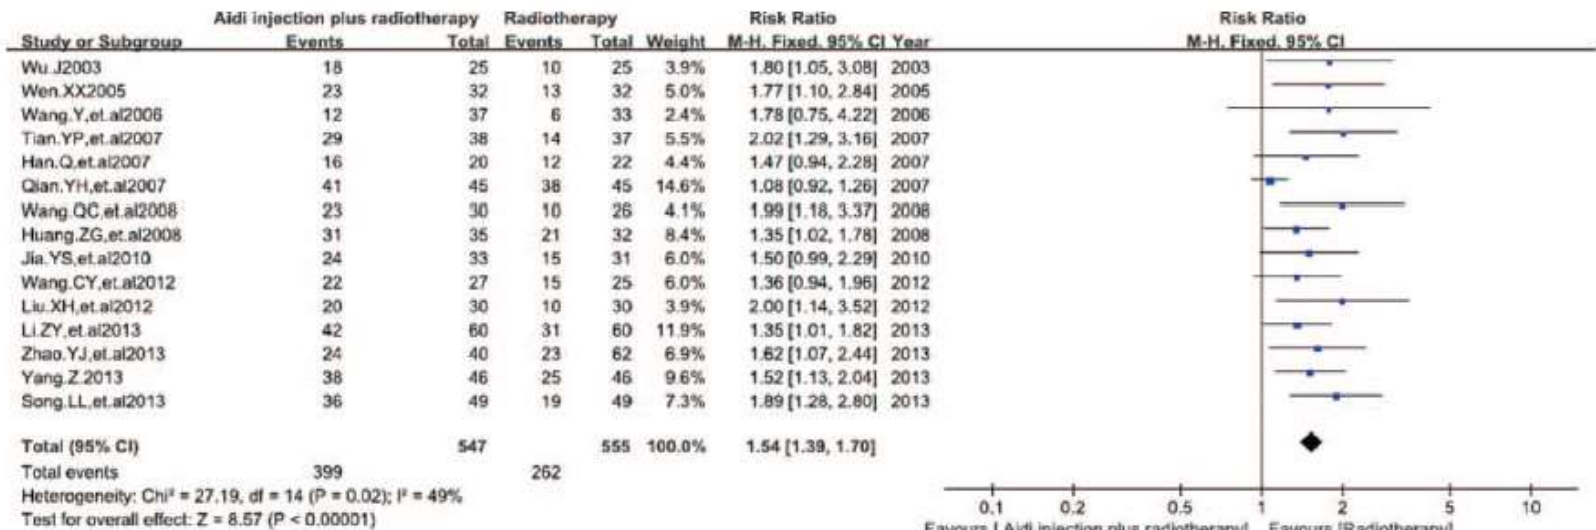 Aidi injection plus radiotherapy Radiotherapy Risk Ratio Risk Ratio
Study or Subgroup Events Total Events Total Weight M-H. Fixed. 95% CI Year M-H. Fixed. 95% CI
Wu.J2003 18 25 10 25 3.9% 1.80 [1.05, 3.08] 2003
Wen.XX2005 23 32 13 32 5.0% 1.77 [1.10, 2.84] 2005
Wang.Y,et.al2006 12 37 6 33 2.4% 1.78 [0.75, 4.22] 2006
Tian.YP,et.al2007 29 38 14 37 5.5% 2.02 [1.29, 3.16] 2007
Han.Q,et.al2007 16 20 12 22 4.4% 1.47 [0.94, 2.28] 2007
Qian.YH,et.al2007 41 45 38 45 14.6% 1.08 [0.92, 1.26] 2007
Wang.QC,et.al2008 23 30 10 26 4.1% 1.99 [1.18, 3.37] 2008
Huang.ZG,et.al2008 31 35 21 32 8.4% 1.35 [1.02, 1.78] 2008
Jia.YS,et.al2010 24 33 15 31 6.0% 1.50 [0.99, 2.29] 2010
Wang.CY,et.al2012 22 27 15 25 6.0% 1.36 [0.94, 1.96] 2012
Liu.XH,et.al2012 20 30 10 30 3.9% 2.00 [1.14, 3.52] 2012
Li.ZY,et.al2013 42 60 31 60 11.9% 1.35 [1.01, 1.82] 2013
Zhao.YJ,et.al2013 24 40 23 62 6.9% 1.62 [1.07, 2.44] 2013
Yang.Z.2013 38 46 25 46 9.6% 1.52 [1.13, 2.04] 2013
Song.LL,et.al2013 36 49 19 49 7.3% 1.89 [1.28, 2.80] 2013
Total (95% CI) 547 555 100.0% 1.54 [1.39, 1.70]
Total events 399 262
Heterogeneity: Chi² = 27.19, df = 14 (P = 0.02); I² = 49%
Test for overall effect: Z = 8.57 (P < 0.00001)
0.1 0.2 0.5 1 2 5 10
Favours [Aidi injection plus radiotherapy] Favours [Radiotherapy]